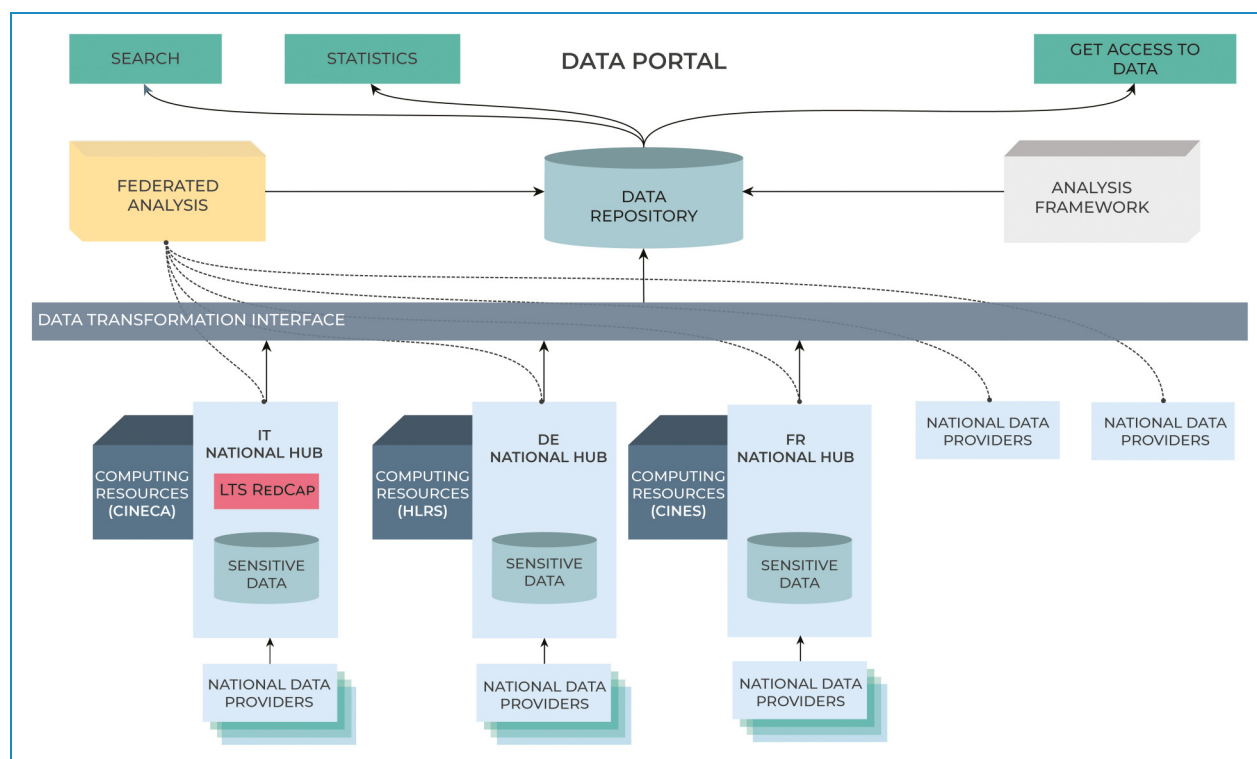 SEARCH
STATISTICS
DATA PORTAL
GET ACCESS TO
DATA
FEDERATED
ANALYSIS
DATA
REPOSITORY
ANALYSIS
FRAMEWORK
DATA TRANSFORMATION INTERFACE
IT
NATIONAL HUB
LTS REDCAP
COMPUTING
RESOURCES
(CINECA)
SENSITIVE
DATA
DE
NATIONAL HUB
COMPUTING
RESOURCES
(HLRS)
SENSITIVE
DATA
FR
NATIONAL HUB
COMPUTING
RESOURCES
(CINES)
SENSITIVE
DATA
NATIONAL DATA
PROVIDERS
NATIONAL DATA
PROVIDERS
NATIONAL DATA
PROVIDERS
NATIONAL DATA
PROVIDERS
NATIONAL DATA
PROVIDERS